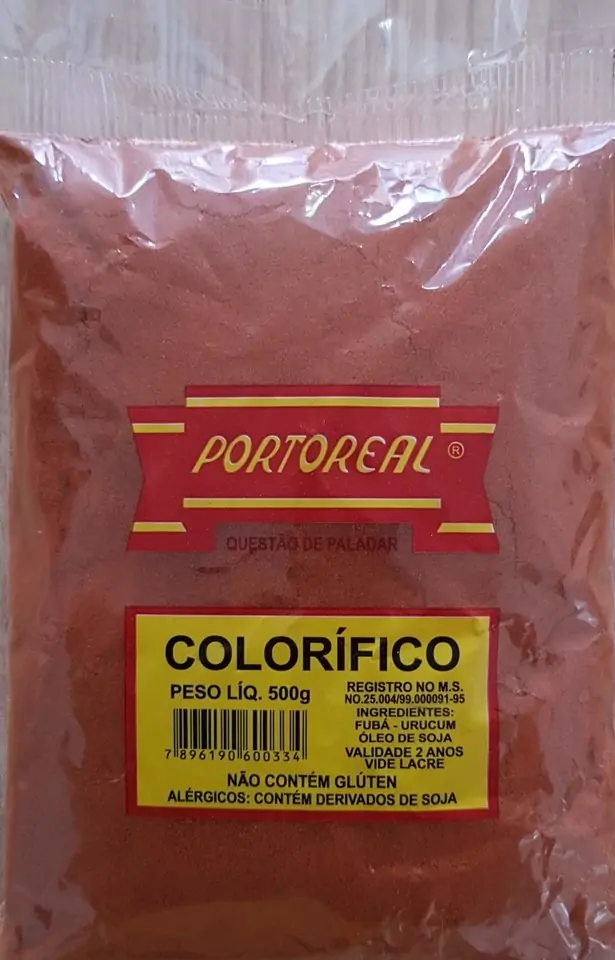 PORTOREAL ®
QUESTÃO DE PALADAR
COLORÍFICO
PESO LÍQ. 500g
7 896190 600334
REGISTRO NO M.S.
NO.25.004/99.000091-95
INGREDIENTES:
FUBÁ - URUCUM
ÓLEO DE SOJA
VALIDADE 2 ANOS
VIDE LACRE
NÃO CONTÉM GLÚTEN
ALÉRGICOS: CONTÉM DERIVADOS DE SOJA